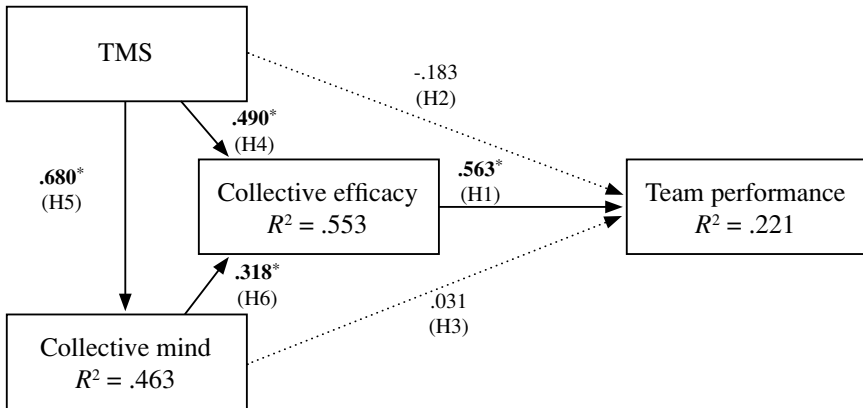 TMS
-.183
(H2)
.490*
(H4)
.680*
(H5)
Collective efficacy
R² = .553
.563*
(H1)
Team performance
R² = .221
.318*
(H6)
.031
(H3)
Collective mind
R² = .463